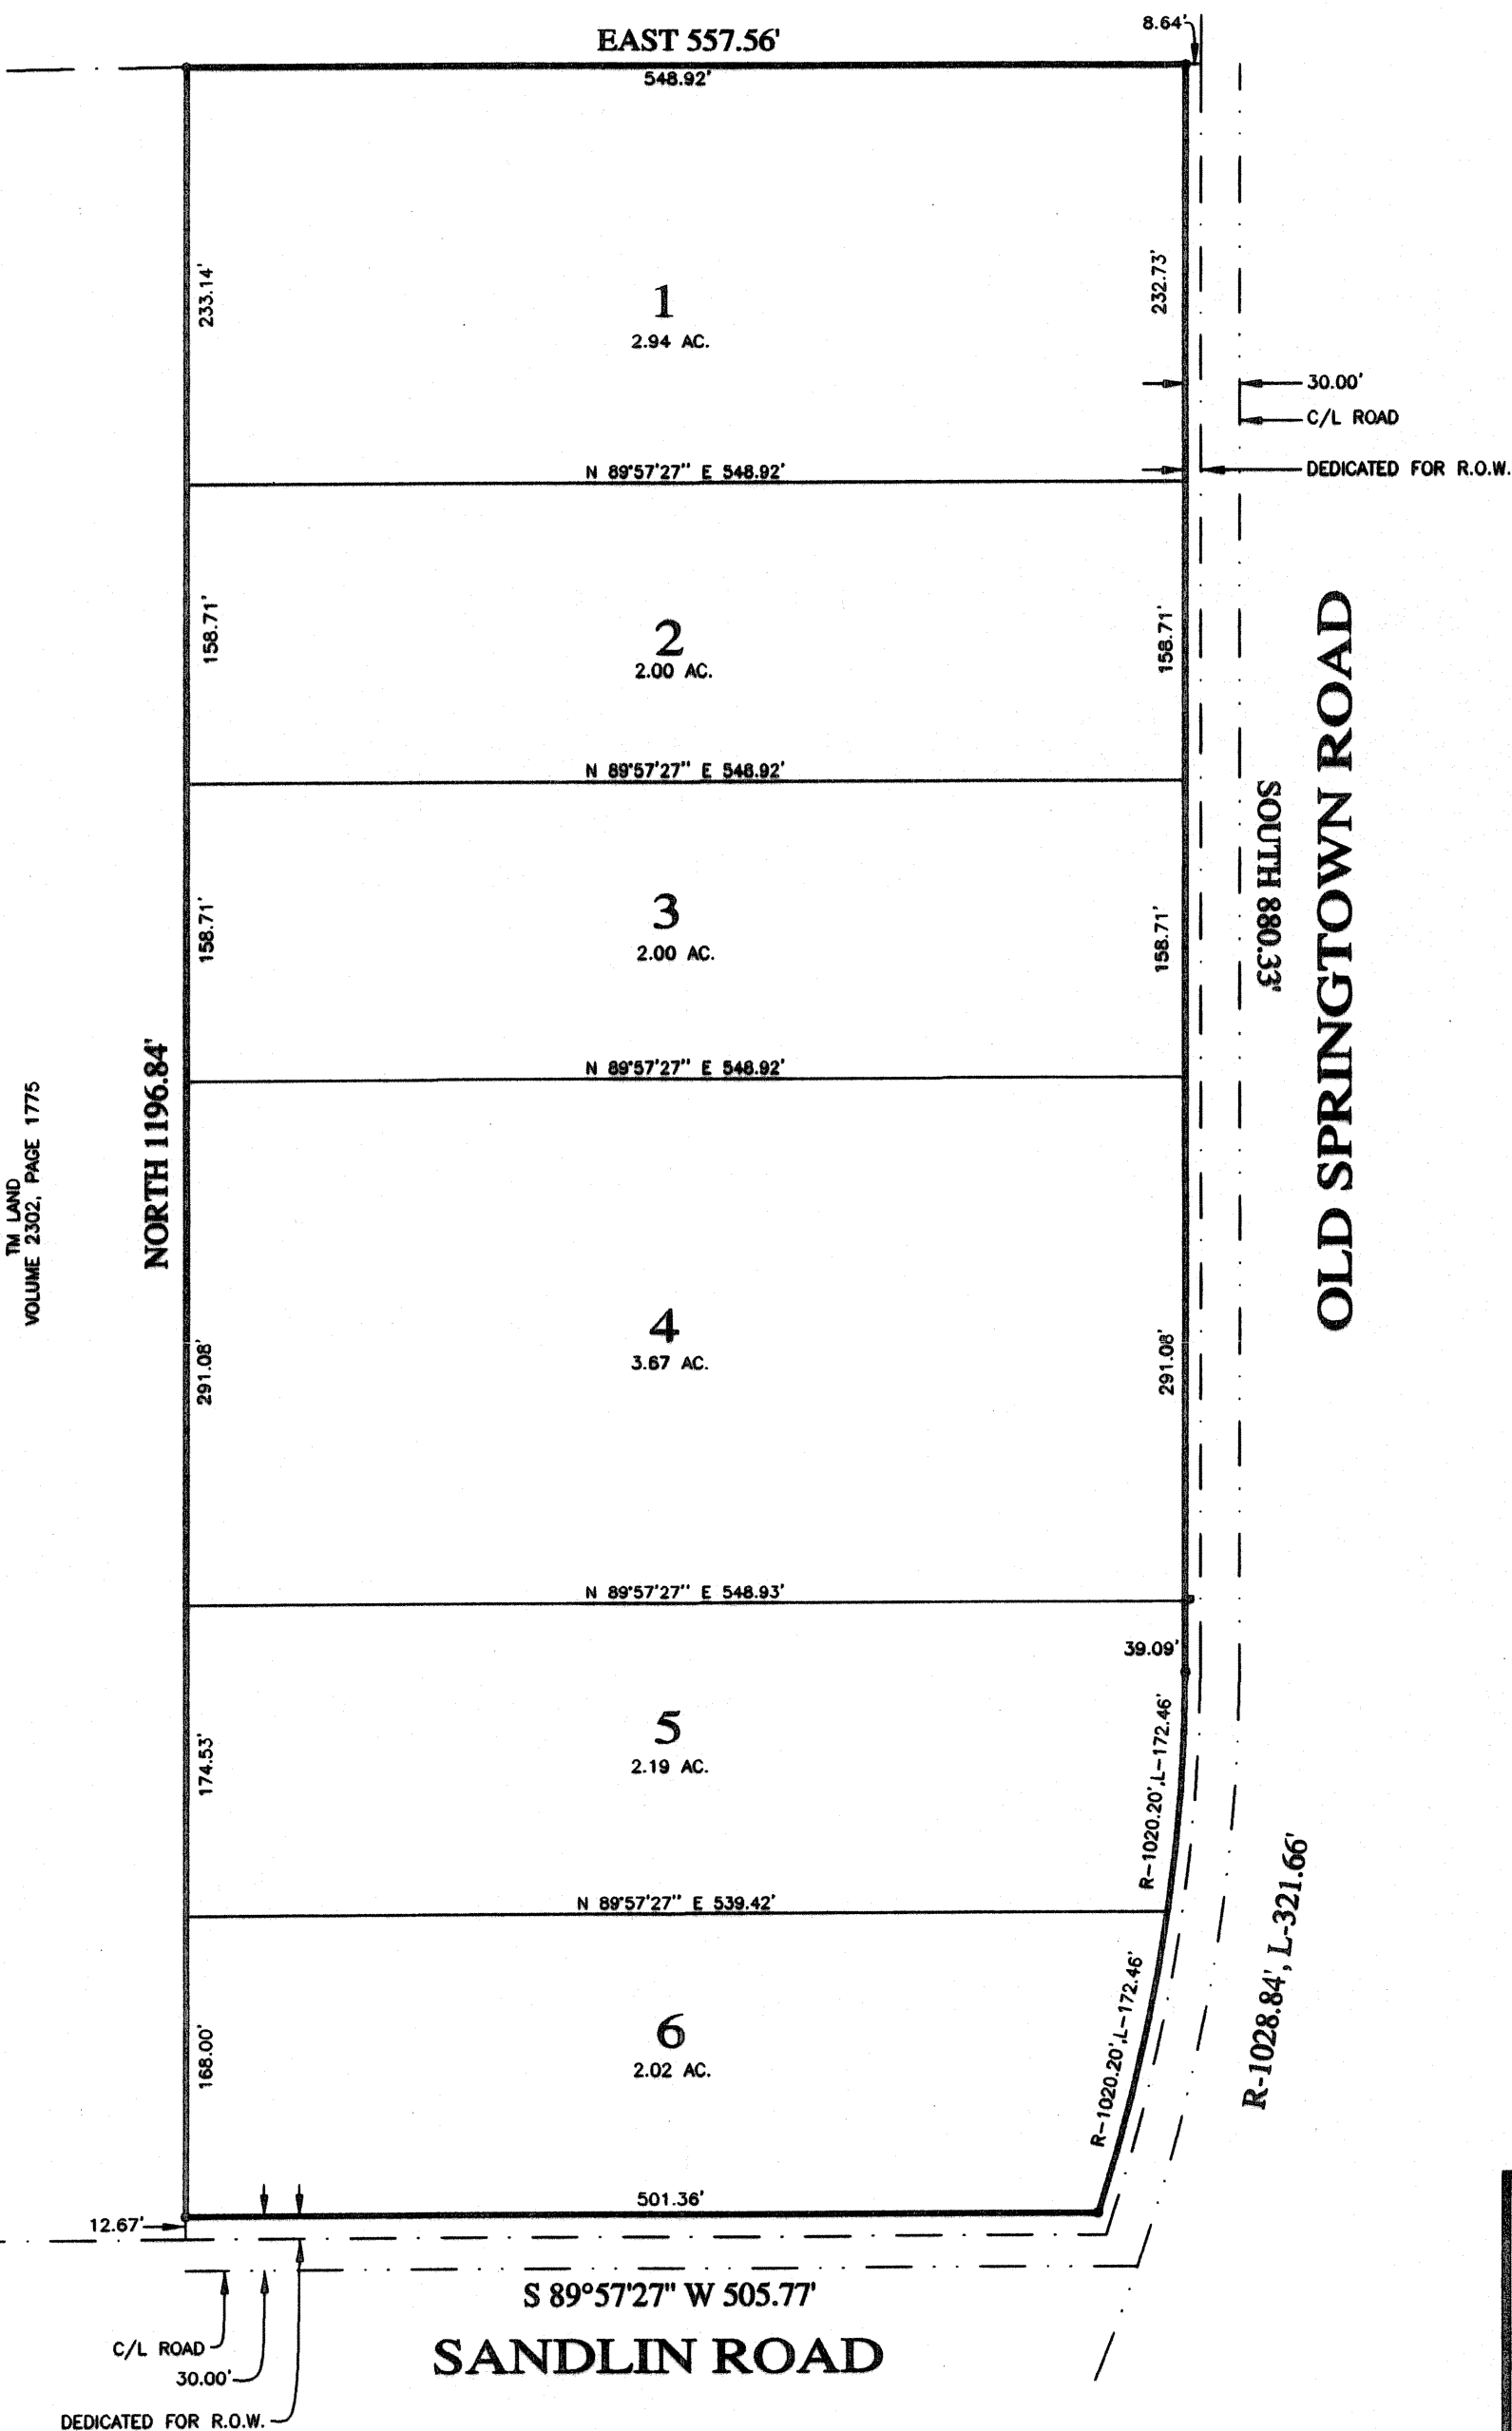 8.64'
EAST 557.56'
548.92'
233.14'
1
2.94 AC.
232.73'
30.00'
C/L ROAD
DEDICATED FOR R.O.W.
N 89°57'27" E 548.92'
158.71'
2
2.00 AC.
158.71'
OLD SPRINGTOWN ROAD
SOUTH 880.33'
N 89°57'27" E 548.92'
158.71'
3
2.00 AC.
158.71'
N 89°57'27" E 548.92'
TM LAND
VOLUME 2302, PAGE 1775
NORTH 1196.84'
291.08'
4
3.67 AC.
291.08'
N 89°57'27" E 548.93'
39.09'
174.53'
5
2.19 AC.
R-1020.20',L-172.46'
R-1028.84', L-321.66'
N 89°57'27" E 539.42'
168.00'
6
2.02 AC.
R-1020.20',L-172.46'
501.36'
12.67'
S 89°57'27" W 505.77'
SANDLIN ROAD
C/L ROAD
30.00'
DEDICATED FOR R.O.W.